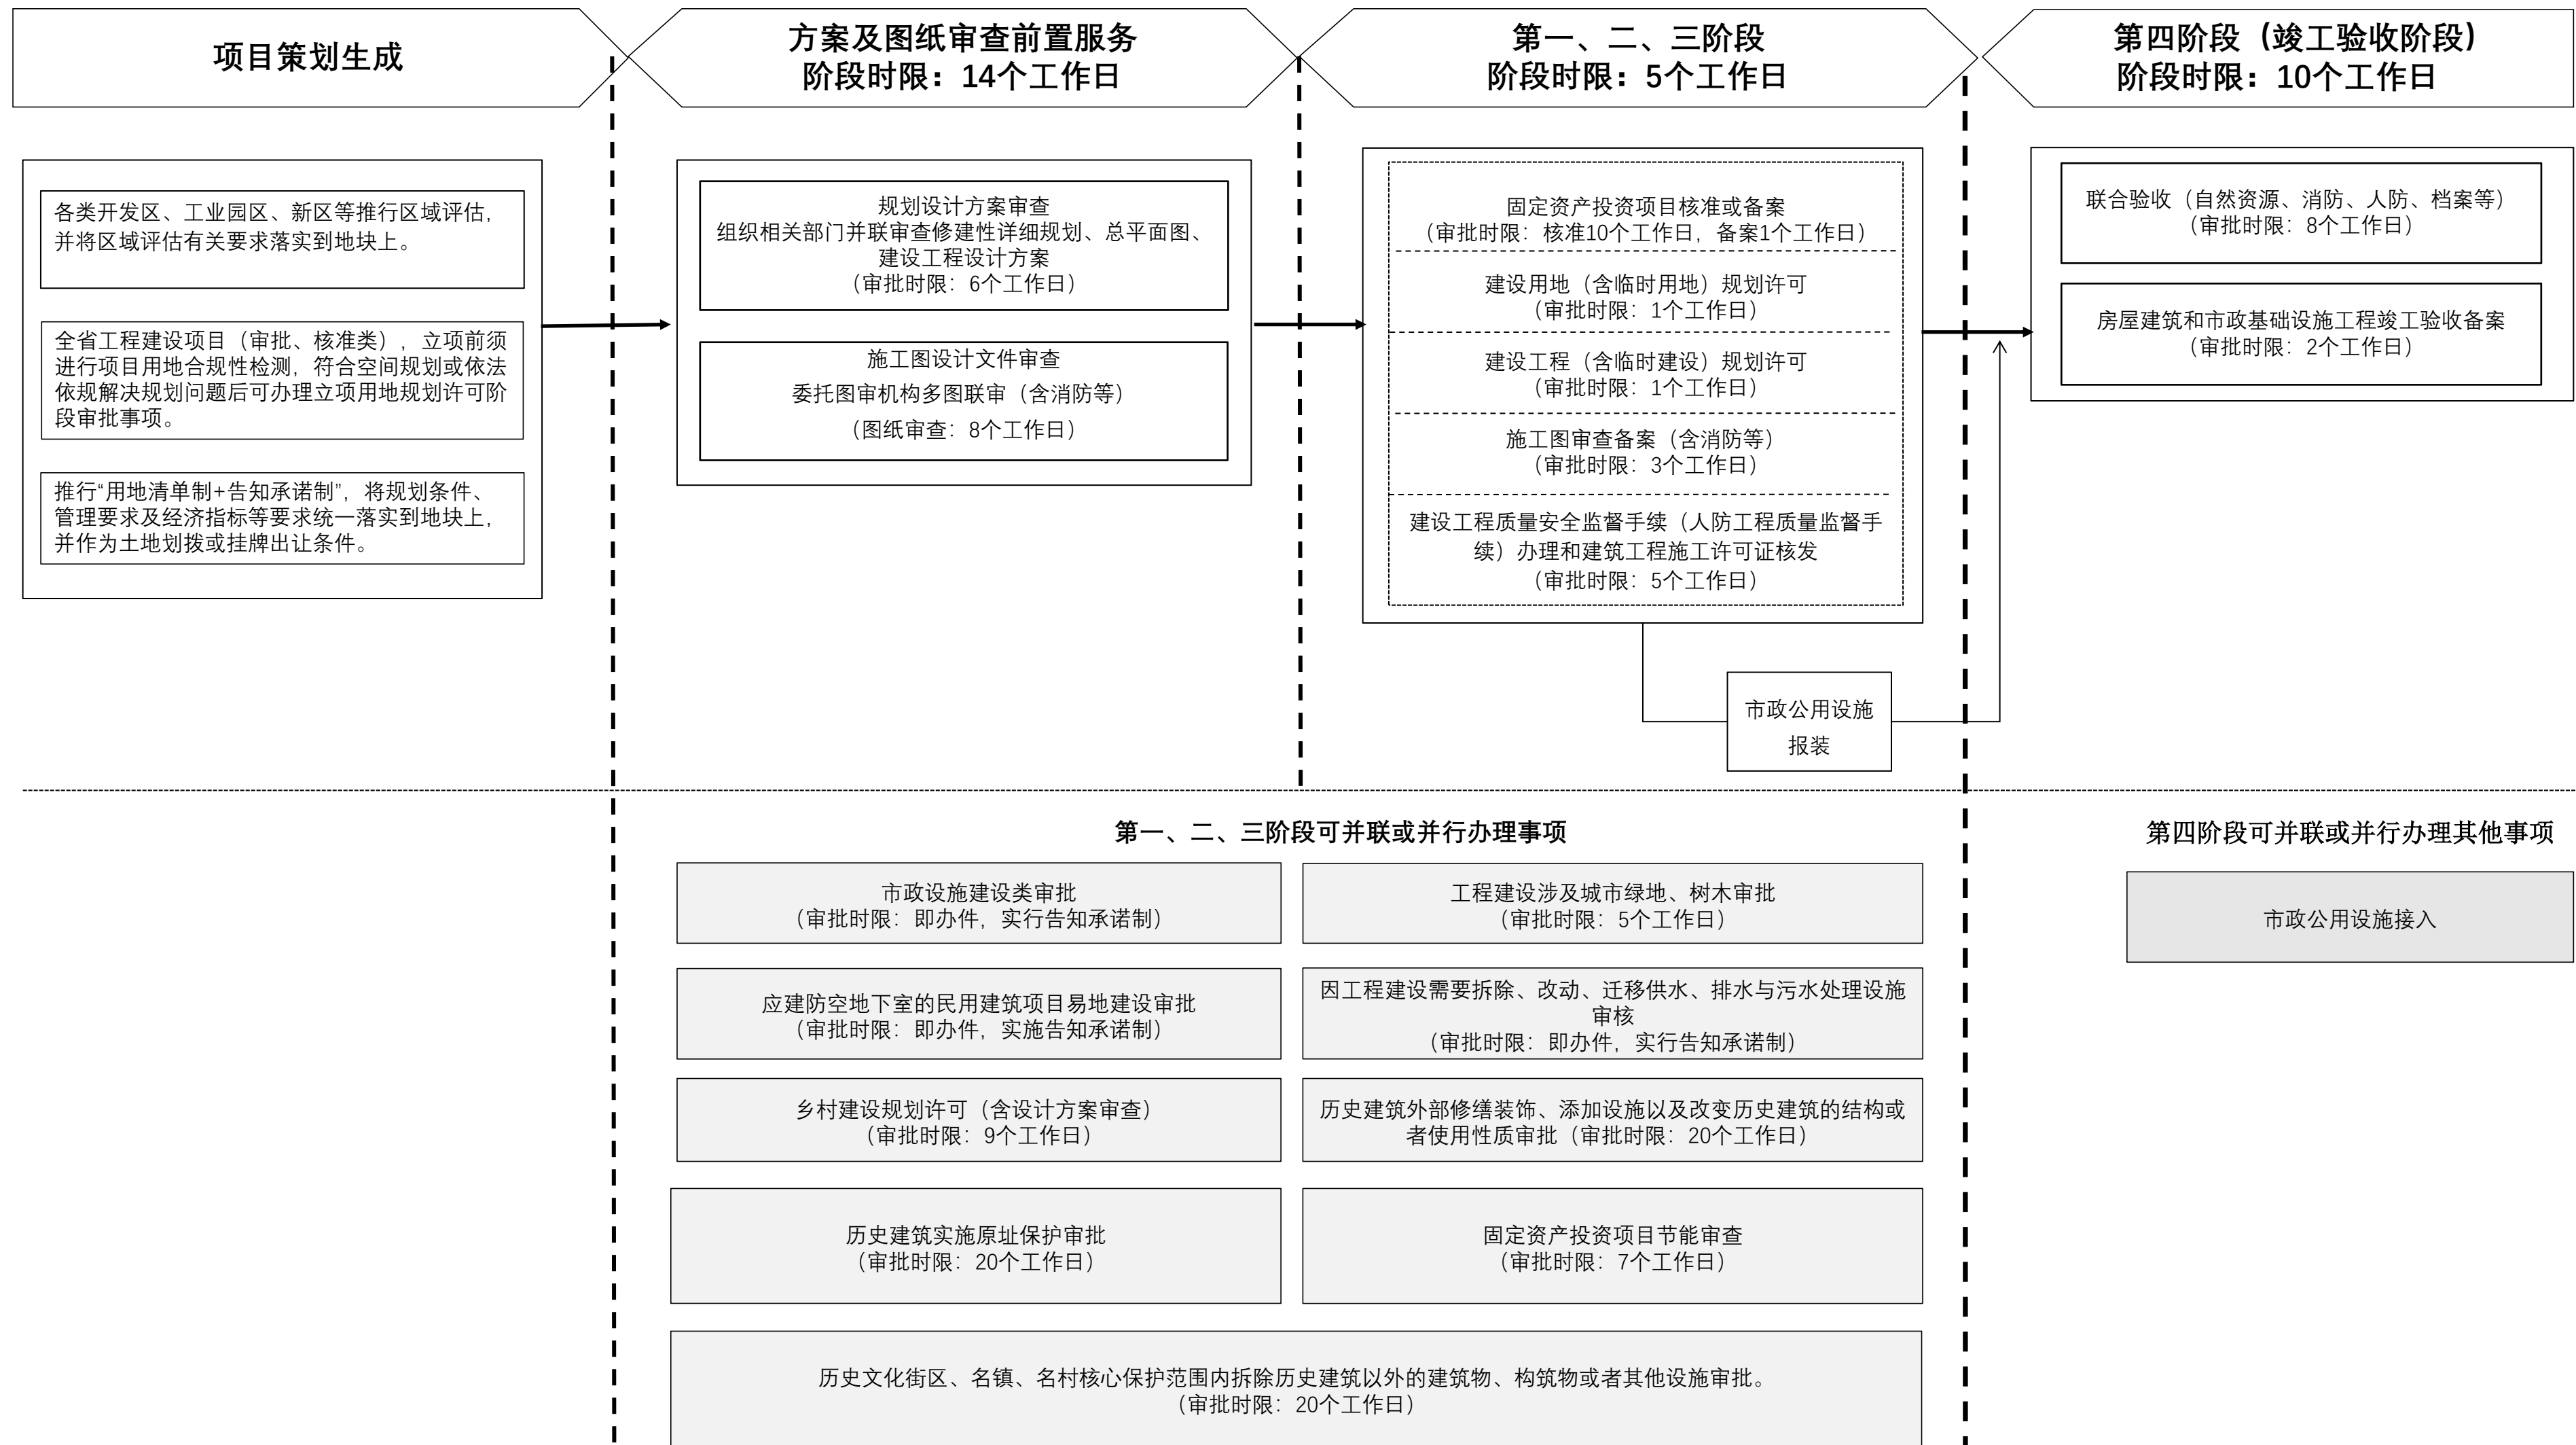 项目策划生成
方案及图纸审查前置服务
阶段时限：14个工作日
第一、二、三阶段
阶段时限：5个工作日
第四阶段（竣工验收阶段）
阶段时限：10个工作日
各类开发区、工业园区、新区等推行区域评估，
并将区域评估有关要求落实到地块上。
全省工程建设项目（审批、核准类），立项前须
进行项目用地合规性检测，符合空间规划或依法
依规解决规划问题后可办理立项用地规划许可阶
段审批事项。
推行“用地清单制+告知承诺制”，将规划条件、
管理要求及经济指标等要求统一落实到地块上，
并作为土地划拨或挂牌出让条件。
规划设计方案审查
组织相关部门并联审查修建性详细规划、总平面图、
建设工程设计方案
（审批时限：6个工作日）
施工图设计文件审查
委托图审机构多图联审（含消防等）
（图纸审查：8个工作日）
固定资产投资项目核准或备案
（审批时限：核准10个工作日，备案1个工作日）
建设用地（含临时用地）规划许可
（审批时限：1个工作日）
建设工程（含临时建设）规划许可
（审批时限：1个工作日）
施工图审查备案（含消防等）
（审批时限：3个工作日）
建设工程质量安全监督手续（人防工程质量监督手
续）办理和建筑工程施工许可证核发
（审批时限：5个工作日）
市政公用设施
报装
联合验收（自然资源、消防、人防、档案等）
（审批时限：8个工作日）
房屋建筑和市政基础设施工程竣工验收备案
（审批时限：2个工作日）
第一、二、三阶段可并联或并行办理事项
市政设施建设类审批
（审批时限：即办件，实行告知承诺制）
工程建设涉及城市绿地、树木审批
（审批时限：5个工作日）
应建防空地下室的民用建筑项目易地建设审批
（审批时限：即办件，实施告知承诺制）
因工程建设需要拆除、改动、迁移供水、排水与污水处理设施
审核
（审批时限：即办件，实行告知承诺制）
乡村建设规划许可（含设计方案审查）
（审批时限：9个工作日）
历史建筑外部修缮装饰、添加设施以及改变历史建筑的结构或
者使用性质审批（审批时限：20个工作日）
历史建筑实施原址保护审批
（审批时限：20个工作日）
固定资产投资项目节能审查
（审批时限：7个工作日）
历史文化街区、名镇、名村核心保护范围内拆除历史建筑以外的建筑物、构筑物或者其他设施审批。
（审批时限：20个工作日）
第四阶段可并联或并行办理其他事项
市政公用设施接入